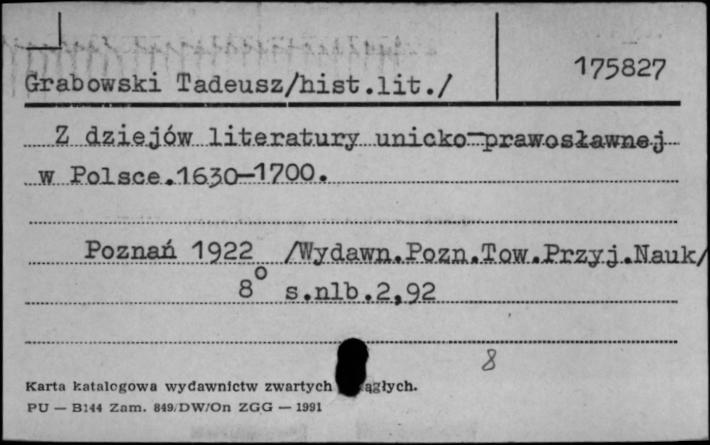 175827
Grabowski Tadeusz/hist.lit./
Z dziejów literatury unicko-prawosławnej
w Polsce.1630-1700.
Poznań 1922 /Wydawn.Pozn.Tow.Przyj.Nauk/
8° s.nlb.2,92
8
Karta katalogowa wydawnictw zwartych ągłych.
PU — B144 Zam. 849/DW/On ZGG — 1991